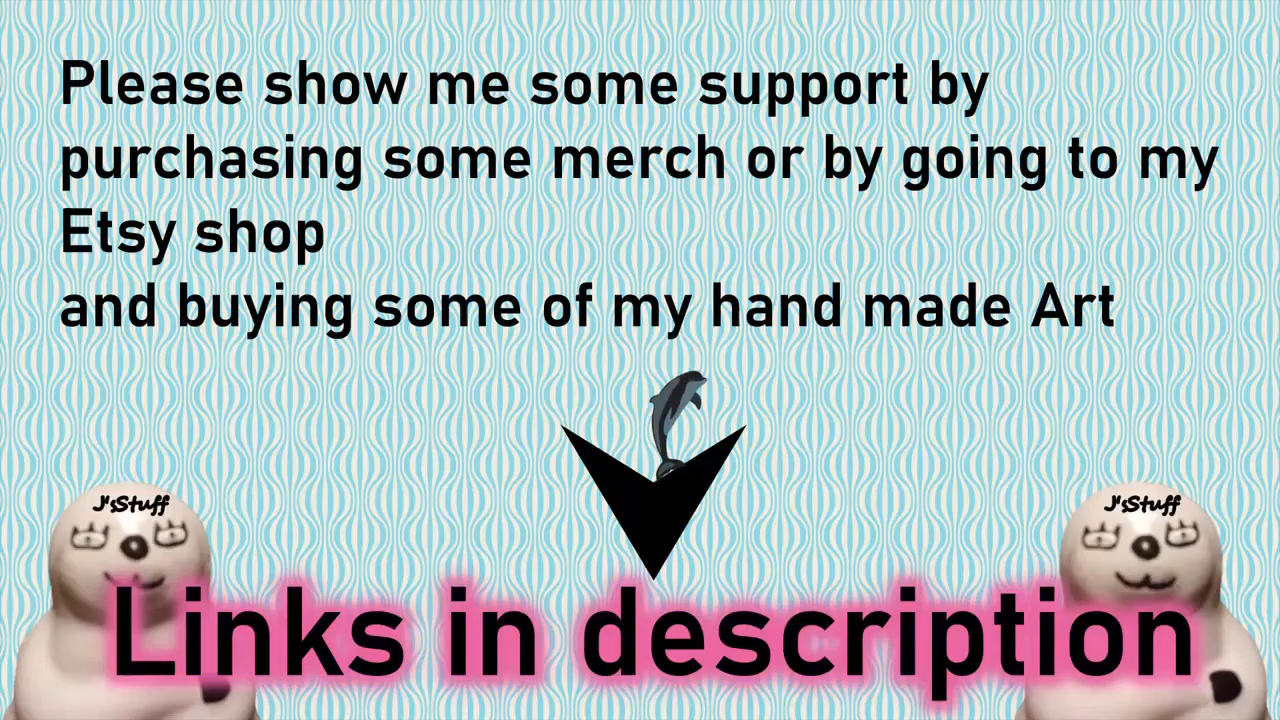 Please show me some support by
purchasing some merch or by going to my
Etsy shop
and buying some of my hand made Art
J'sStuff
J'sStuff
Links in description